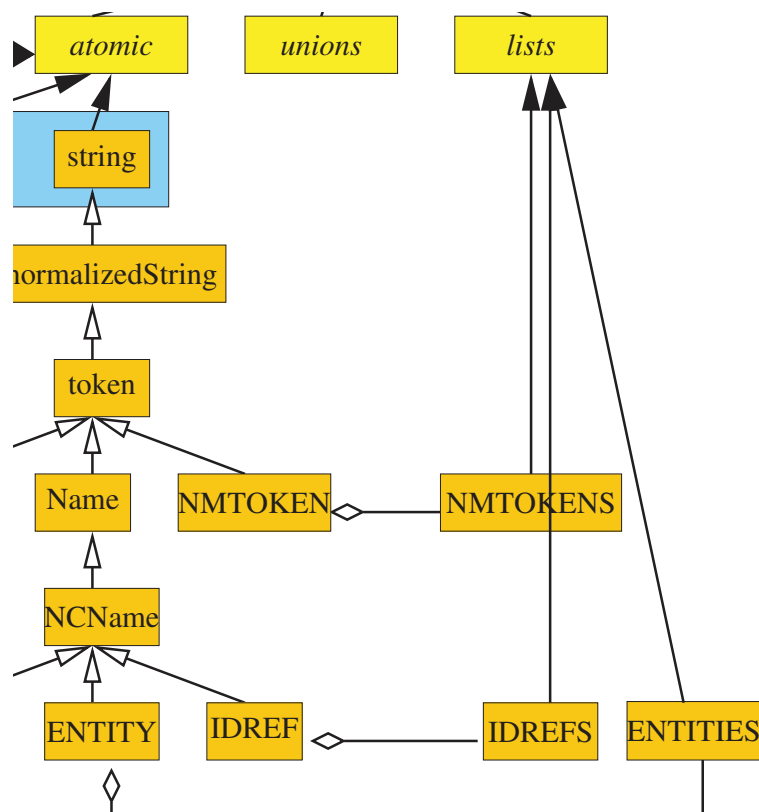 atomic
unions
lists
string
normalizedString
token
Name
NMTOKEN
NMTOKENS
NCName
ENTITY
IDREF
IDREFS
ENTITIES